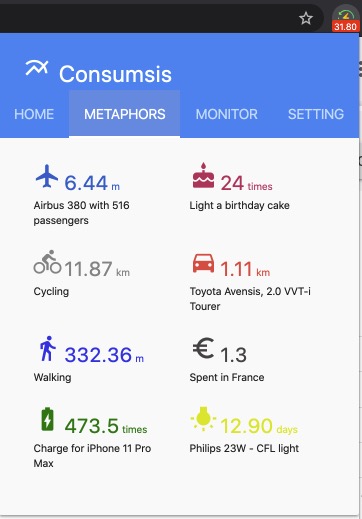 31.80
Consumsis
HOME METAPHORS MONITOR SETTING
6.44 m
Airbus 380 with 516
passengers
24 times
Light a birthday cake
11.87 km
Cycling
1.11 km
Toyota Avensis, 2.0 VVT-i
Tourer
332.36 m
Walking
€ 1.3
Spent in France
473.5 times
Charge for iPhone 11 Pro
Max
12.90 days
Philips 23W - CFL light